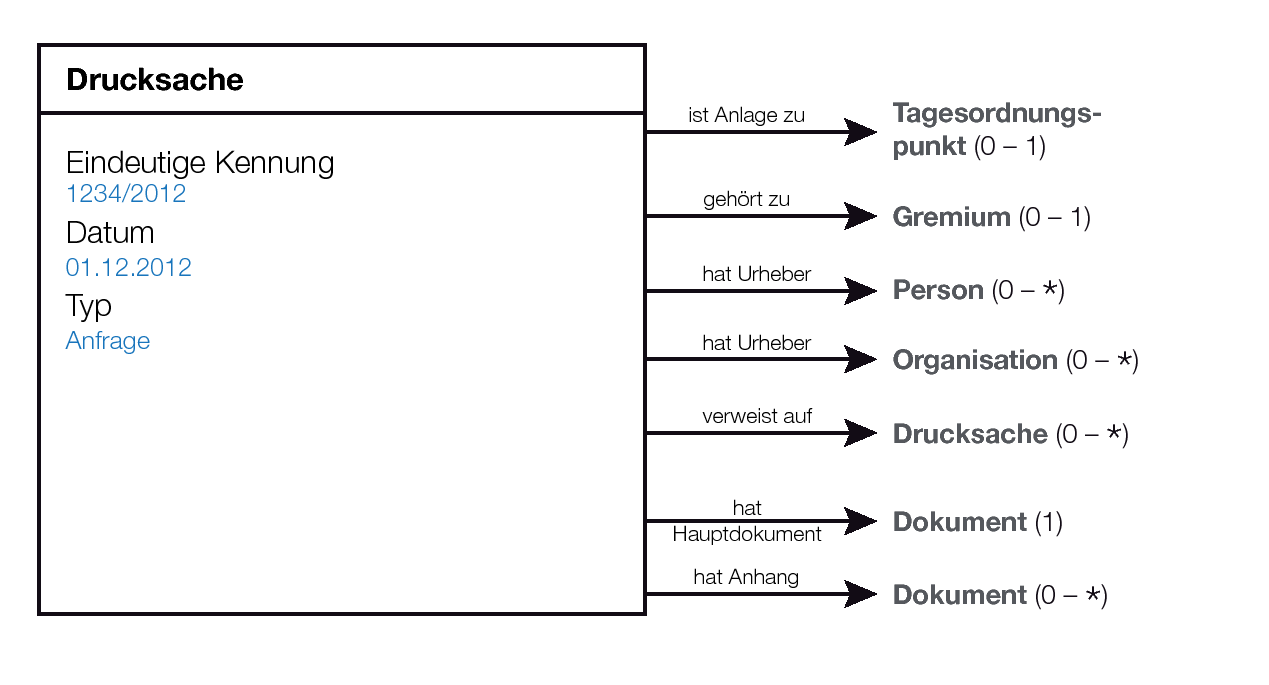 Drucksache
Eindeutige Kennung
1234/2012
Datum
01.12.2012
Typ
Anfrage
ist Anlage zu
Tagesordnungs-
punkt (0 – 1)
gehört zu
Gremium (0 – 1)
hat Urheber
Person (0 – *)
hat Urheber
Organisation (0 – *)
verweist auf
Drucksache (0 – *)
hat
Hauptdokument
Dokument (1)
hat Anhang
Dokument (0 – *)